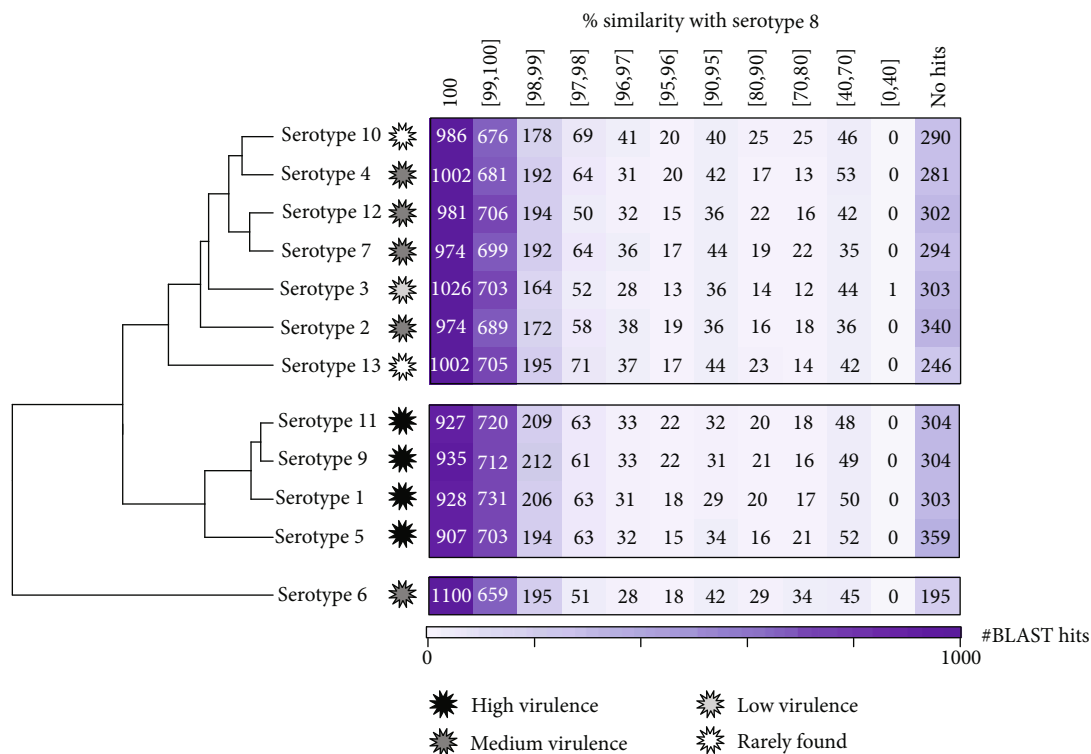 % similarity with serotype 8
100 [99,100] [98,99] [97,98] [96,97] [95,96] [90,95] [80,90] [70,80] [40,70] [0,40] No hits
Serotype 10 986 676 178 69 41 20 40 25 25 46 0 290
Serotype 4 1002 681 192 64 31 20 42 17 13 53 0 281
Serotype 12 981 706 194 50 32 15 36 22 16 42 0 302
Serotype 7 974 699 192 64 36 17 44 19 22 35 0 294
Serotype 3 1026 703 164 52 28 13 36 14 12 44 1 303
Serotype 2 974 689 172 58 38 19 36 16 18 36 0 340
Serotype 13 1002 705 195 71 37 17 44 23 14 42 0 246
Serotype 11 927 720 209 63 33 22 32 20 18 48 0 304
Serotype 9 935 712 212 61 33 22 31 21 16 49 0 304
Serotype 1 928 731 206 63 31 18 29 20 17 50 0 303
Serotype 5 907 703 194 63 32 15 34 16 21 52 0 359
Serotype 6 1100 659 195 51 28 18 42 29 34 45 0 195
#BLAST hits
0 1000
High virulence Low virulence
Medium virulence Rarely found